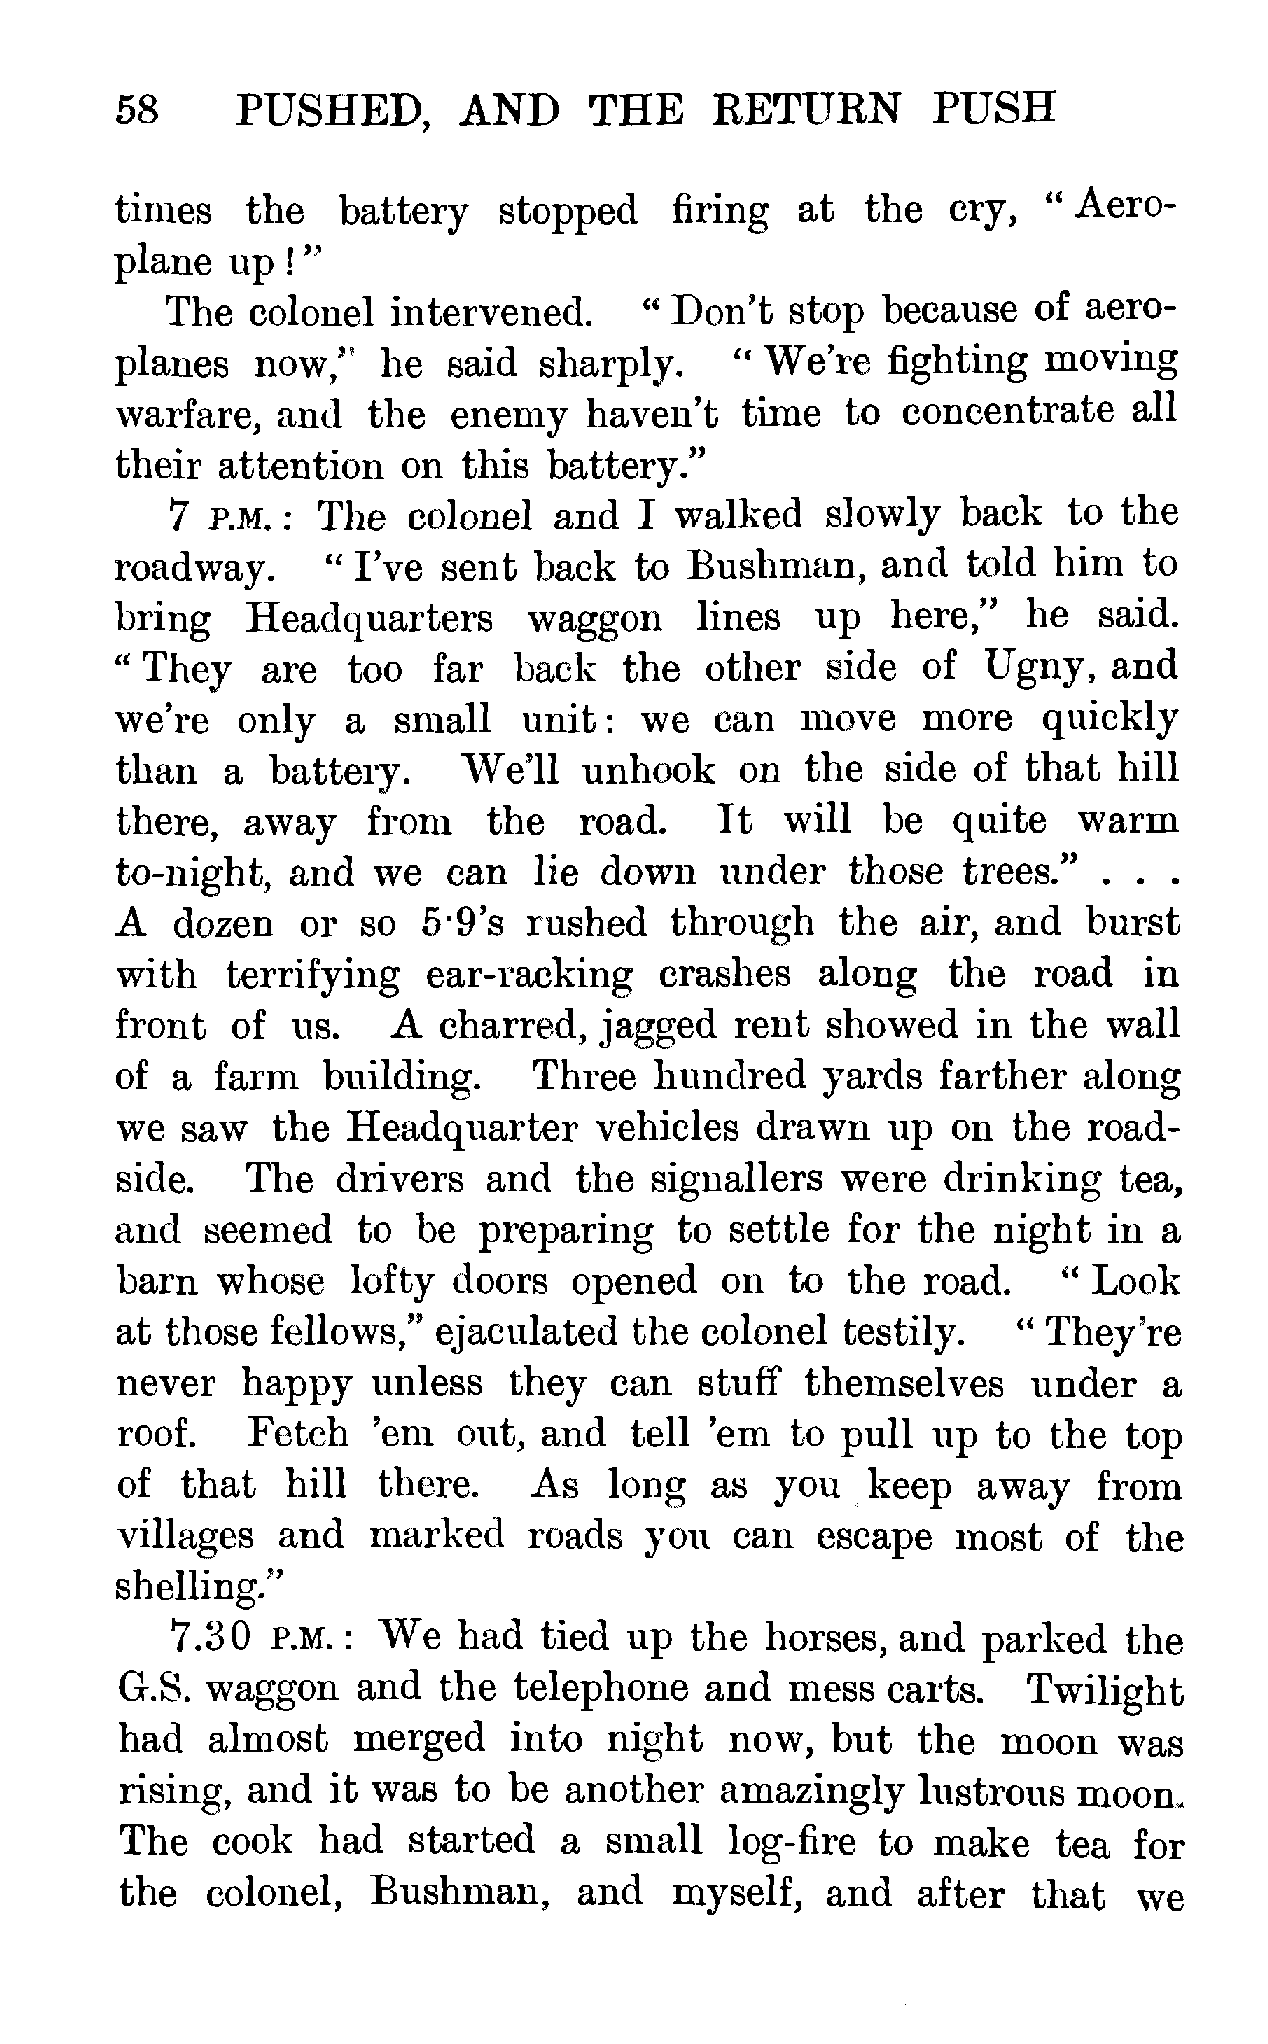 58 PUSHED, AND THE RETURN PUSH
times the battery stopped firing at the cry, “ Aero-
plane up ! ”
The colonel intervened. “ Don’t stop because of aero-
planes now,” he said sharply. “ We’re fighting moving
warfare, and the enemy haven’t time to concentrate all
their attention on this battery.”
7 P.M. : The colonel and I walked slowly back to the
roadway. “ I’ve sent back to Bushman, and told him to
bring Headquarters waggon lines up here,” he said.
“ They are too far back the other side of Ugny, and
we’re only a small unit : we can move more quickly
than a battery. We’ll unhook on the side of that hill
there, away from the road. It will be quite warm
to-night, and we can lie down under those trees.” . . .
A dozen or so 5·9’s rushed through the air, and burst
with terrifying ear-racking crashes along the road in
front of us. A charred, jagged rent showed in the wall
of a farm building. Three hundred yards farther along
we saw the Headquarter vehicles drawn up on the road-
side. The drivers and the signallers were drinking tea,
and seemed to be preparing to settle for the night in a
barn whose lofty doors opened on to the road. “ Look
at those fellows,” ejaculated the colonel testily. “ They’re
never happy unless they can stuff themselves under a
roof. Fetch ’em out, and tell ’em to pull up to the top
of that hill there. As long as you keep away from
villages and marked roads you can escape most of the
shelling.”
7.30 P.M. : We had tied up the horses, and parked the
G.S. waggon and the telephone and mess carts. Twilight
had almost merged into night now, but the moon was
rising, and it was to be another amazingly lustrous moon.
The cook had started a small log-fire to make tea for
the colonel, Bushman, and myself, and after that we